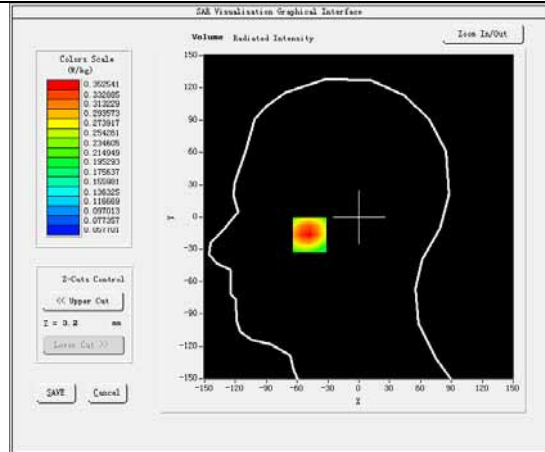 SAR Visualisation Graphical Interface
Volume Radiated Intensity
Zoom In/Out
Colors Scale
(W/kg)
0.352541
0.332885
0.313229
0.293573
0.273917
0.254261
0.234605
0.214949
0.195293
0.175637
0.155981
0.136325
0.116669
0.097013
0.077357
0.057701
Z-Cuts Control
<< Upper Cut
Z = 3.2 mm
Lower Cut >>
SAVE Cancel
150-
120-
90-
60-
30-
0-
-30-
-60-
-90-
-120-
-150-
Y
-150 -120 -90 -60 -30 0 30 60 90 120 150
X